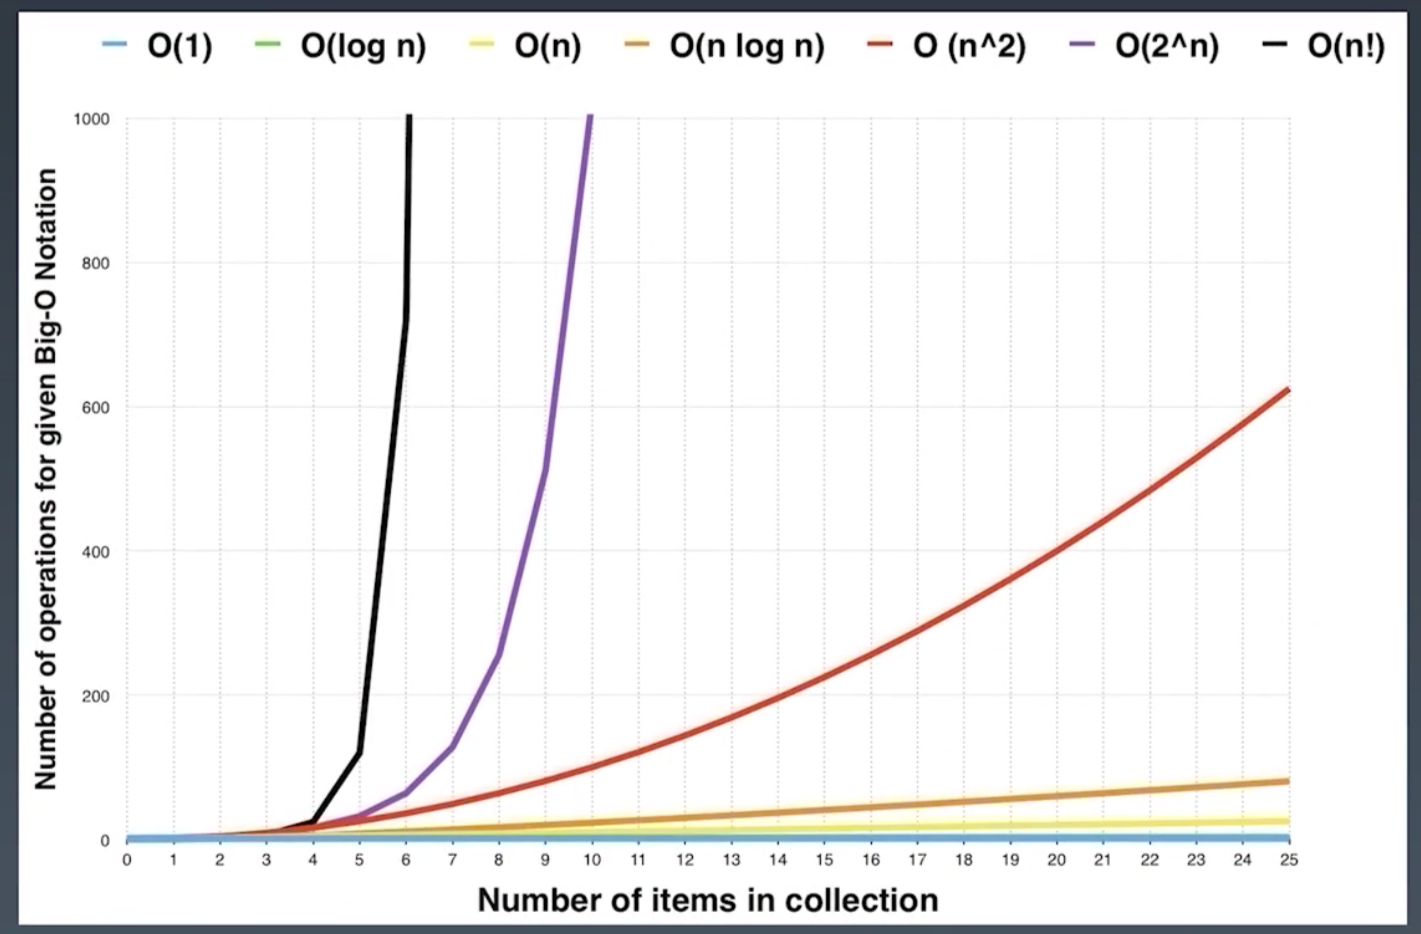 O(1) O(log n) O(n) O(n log n) O (n^2) O(2^n) O(n!)
Number of operations for given Big-O Notation
1000
800
600
400
200
0
0 1 2 3 4 5 6 7 8 9 10 11 12 13 14 15 16 17 18 19 20 21 22 23 24 25
Number of items in collection